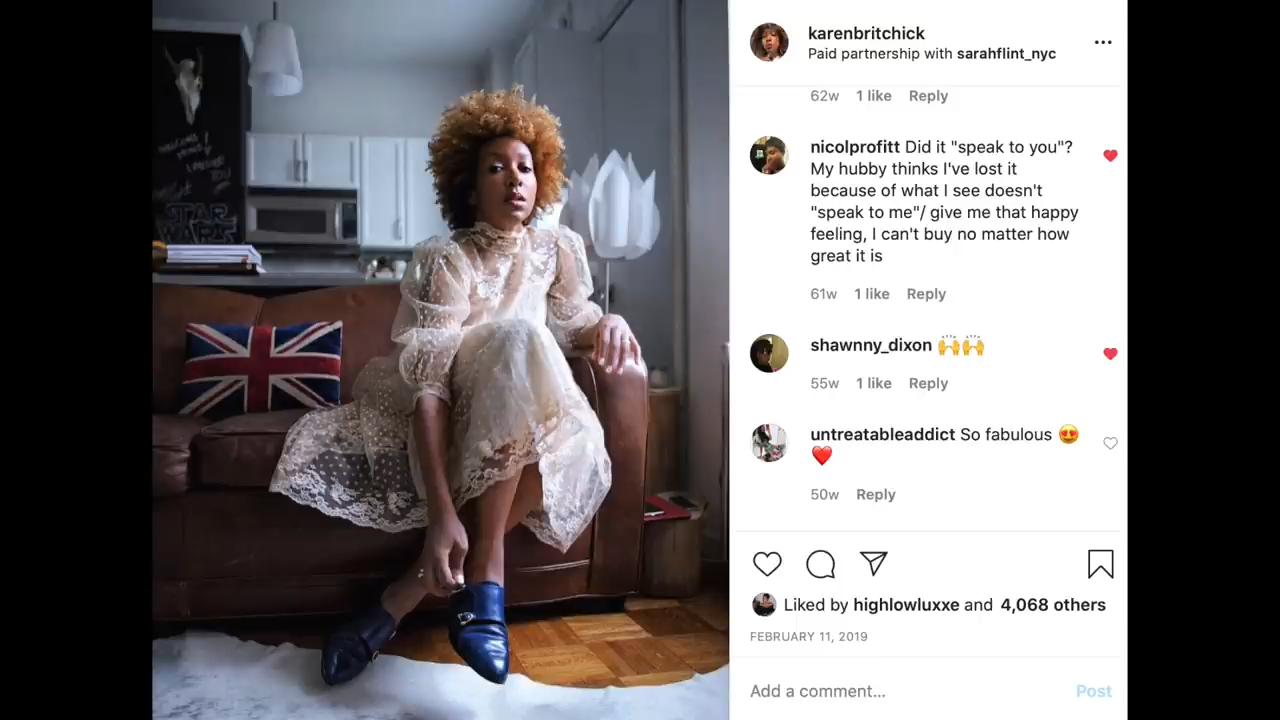 WELCOME!
STAR
WARS
karenbritchick
Paid partnership with sarahflint_nyc
62w 1 like Reply
nicolprofitt Did it "speak to you"?
My hubby thinks I've lost it
because of what I see doesn't
"speak to me"/ give me that happy
feeling, I can't buy no matter how
great it is
61w 1 like Reply
shawnny_dixon 🙌🙌
55w 1 like Reply
untreatableaddict So fabulous 😍
❤️
50w Reply
Liked by highlowluxxe and 4,068 others
FEBRUARY 11, 2019
Add a comment... Post